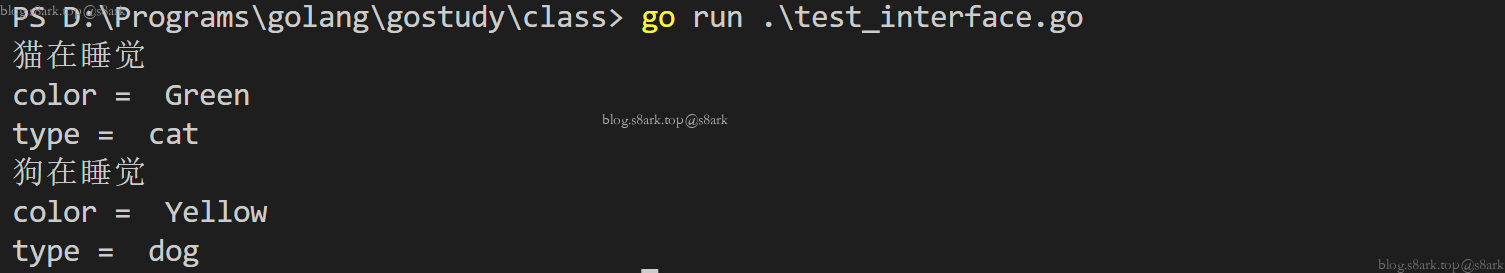 PS D:\Programs\golang\gostudy\class> go run .\test_interface.go
blog.s8ark.top@s8ark
猫在睡觉
color =  Green
blog.s8ark.top@s8ark
type =  cat
狗在睡觉
color =  Yellow
type =  dog
blog.s8ark.top@s8ark